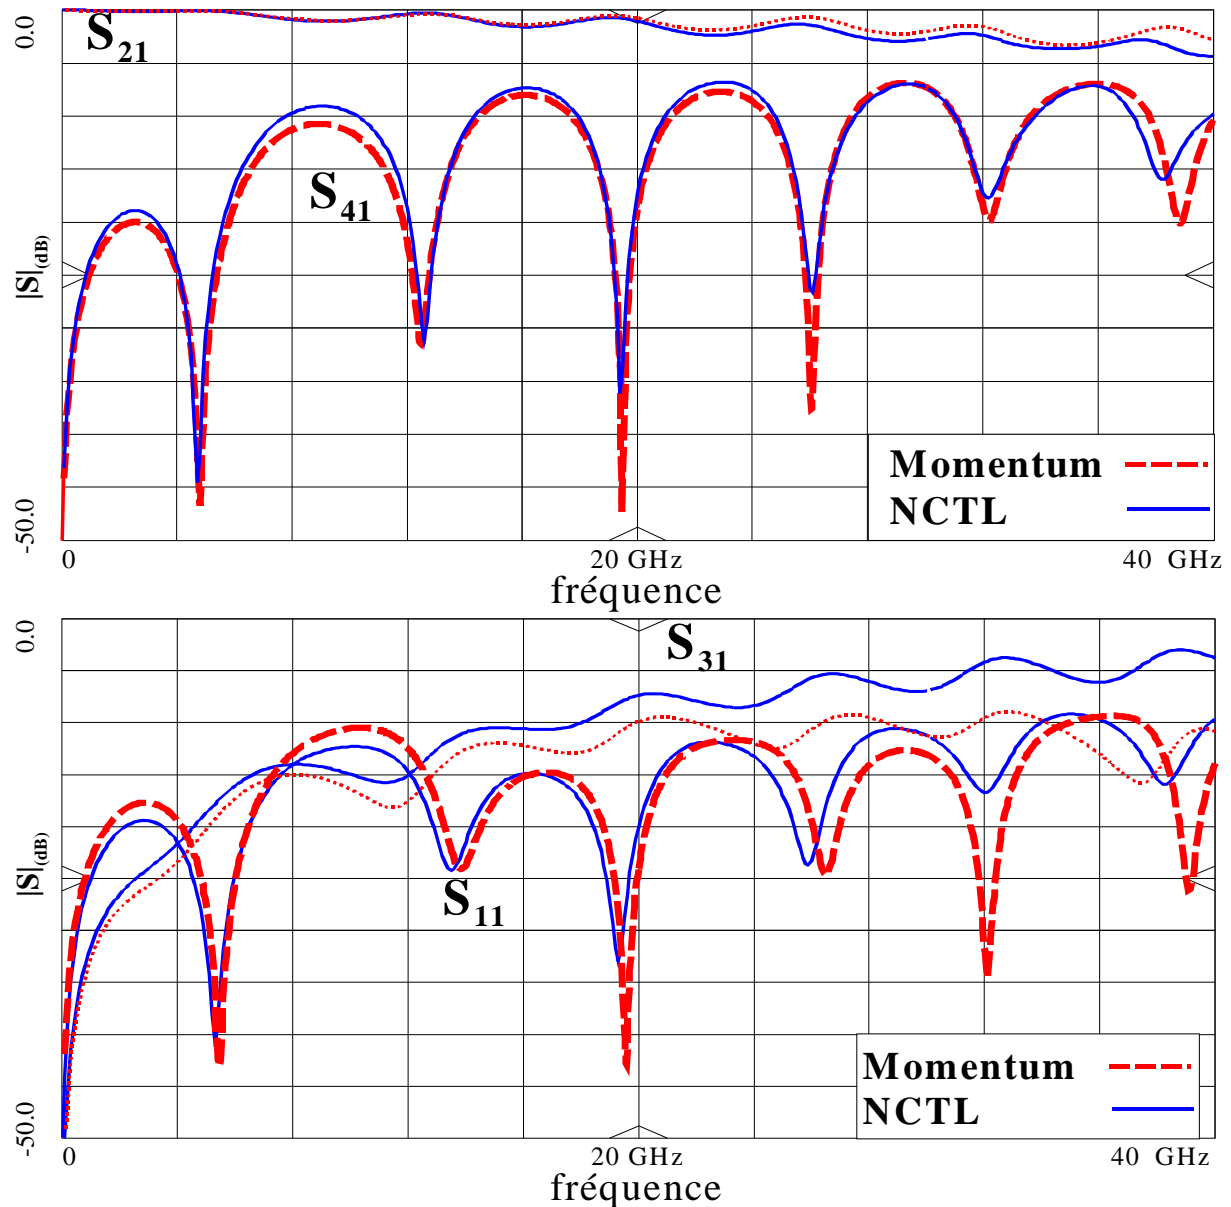 0.0
S21
S41
|S|(dB)
Momentum
NCTL
-50.0
0 20 GHz 40 GHz
fréquence
0.0
S31
|S|(dB)
S11
Momentum
NCTL
-50.0
0 20 GHz 40 GHz
fréquence